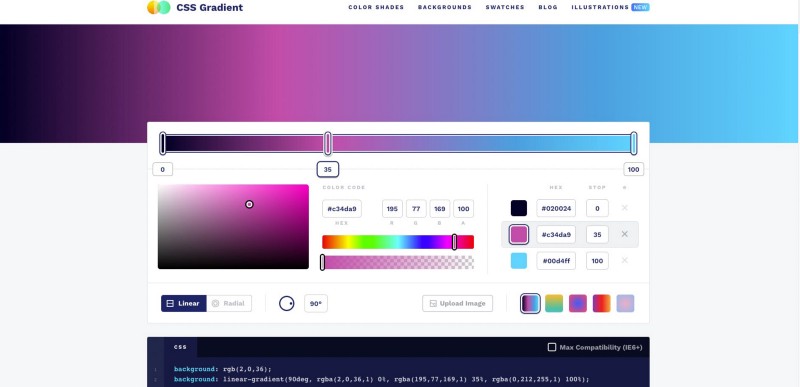 CSS Gradient
COLOR SHADES BACKGROUNDS SWATCHES BLOG ILLUSTRATIONS NEW
0 35 100
COLOR CODE
#c34da9 195 77 169 100
HEX R G B A
HEX STOP
#020024 0 ×
#c34da9 35 ×
#00d4ff 100 ×
Linear Radial 90° Upload Image
css Max Compatibility (IE6+)
background: rgb(2,0,36);
background: linear-gradient(90deg, rgba(2,0,36,1) 0%, rgba(195,77,169,1) 35%, rgba(0,212,255,1) 100%);